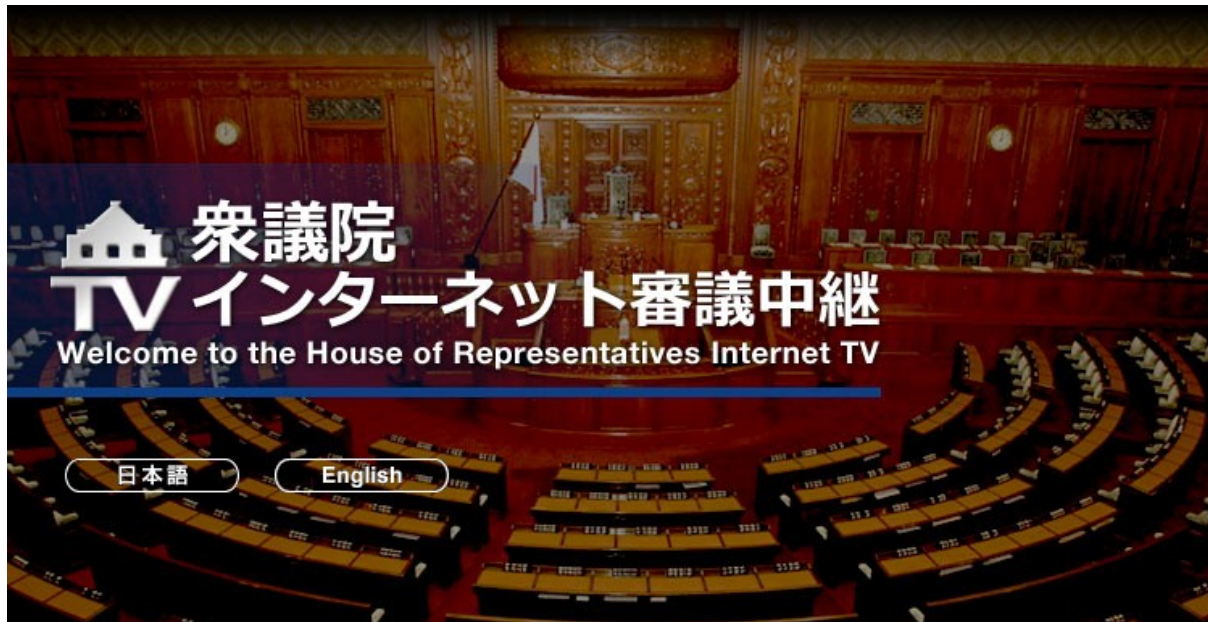 衆議院
TV インターネット審議中継
Welcome to the House of Representatives Internet TV
日本語
English